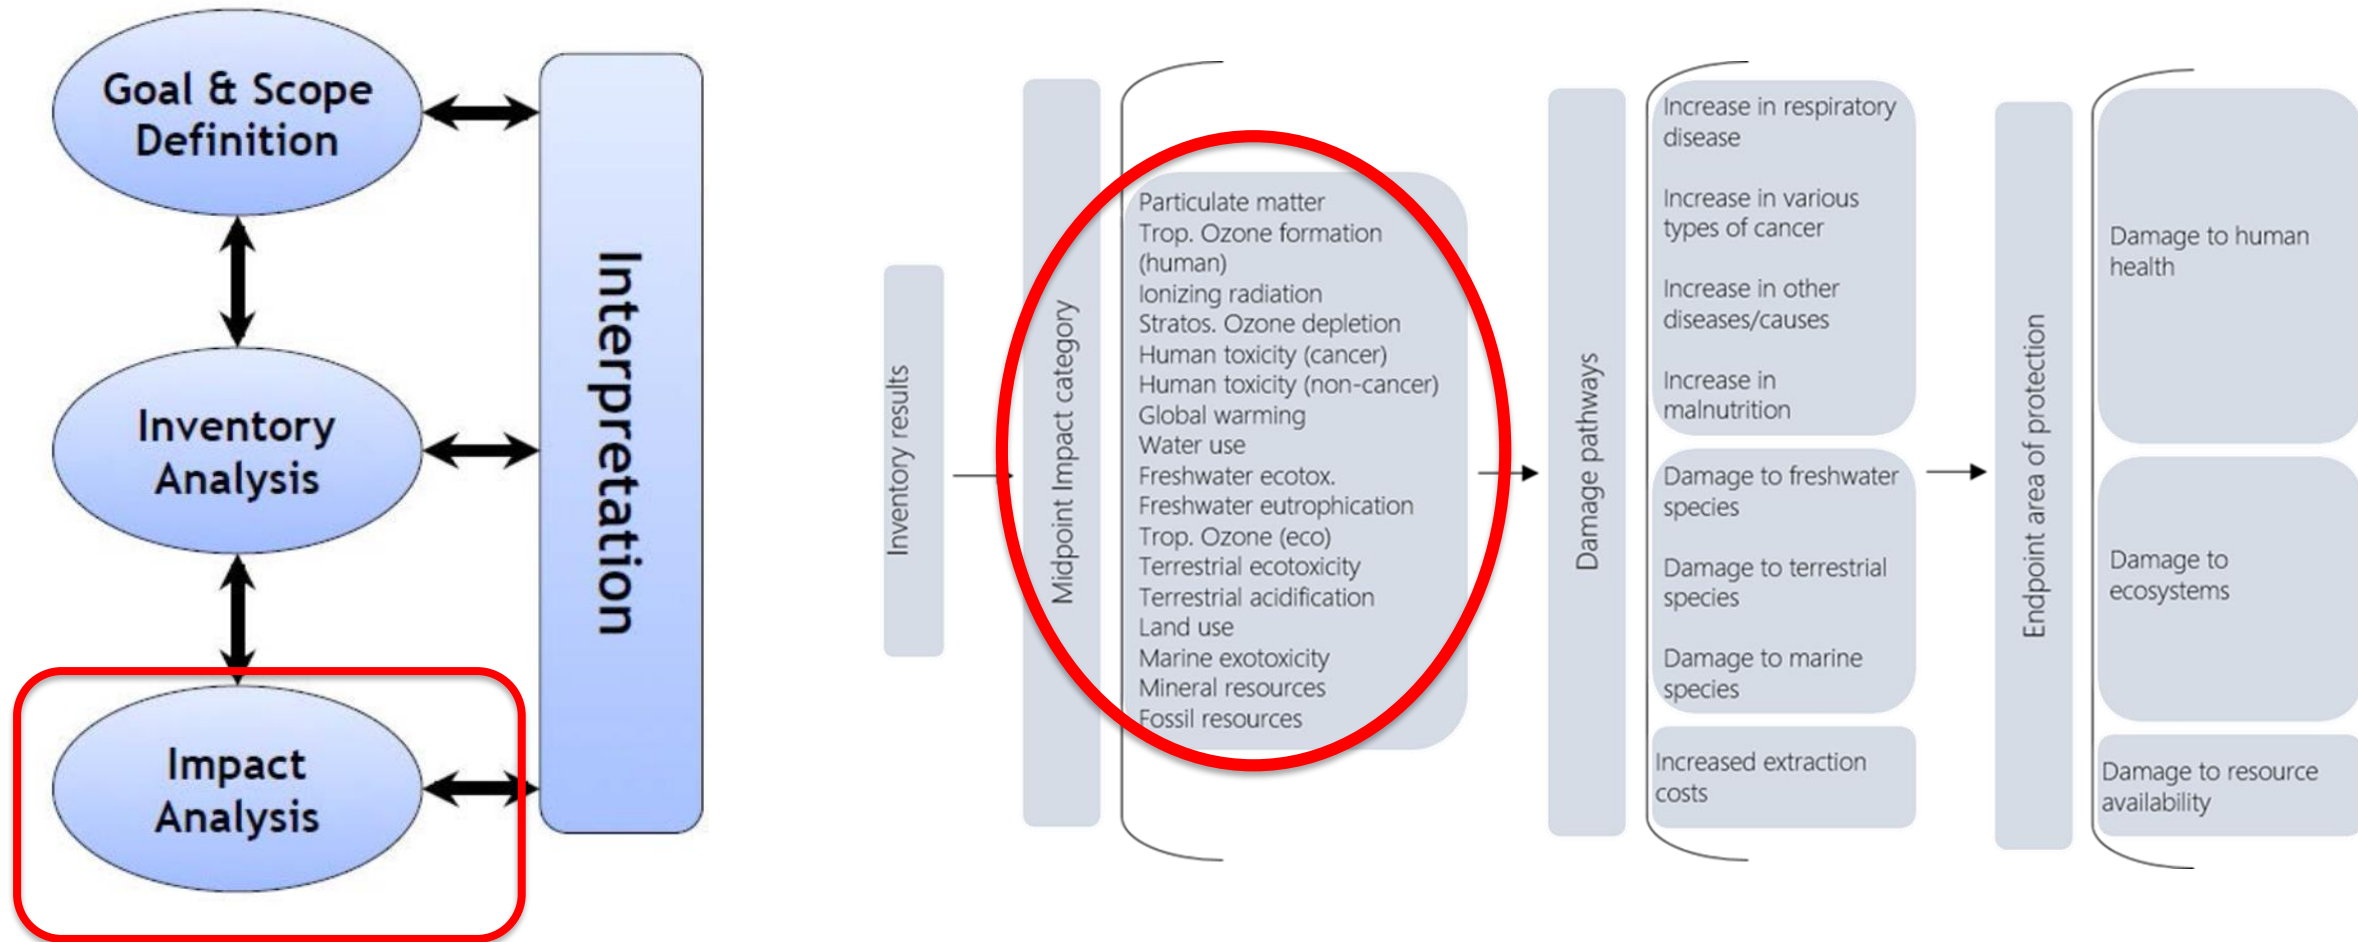 Goal & Scope
Definition
Inventory
Analysis
Impact
Analysis
Interpretation
Inventory results
Midpoint Impact category
Particulate matter
Trop. Ozone formation
(human)
Ionizing radiation
Stratos. Ozone depletion
Human toxicity (cancer)
Human toxicity (non-cancer)
Global warming
Water use
Freshwater ecotox.
Freshwater eutrophication
Trop. Ozone (eco)
Terrestrial ecotoxicity
Terrestrial acidification
Land use
Marine exotoxicity
Mineral resources
Fossil resources
Damage pathways
Increase in respiratory
disease
Increase in various
types of cancer
Increase in other
diseases/causes
Increase in
malnutrition
Damage to freshwater
species
Damage to terrestrial
species
Damage to marine
species
Increased extraction
costs
Endpoint area of protection
Damage to human
health
Damage to
ecosystems
Damage to resource
availability